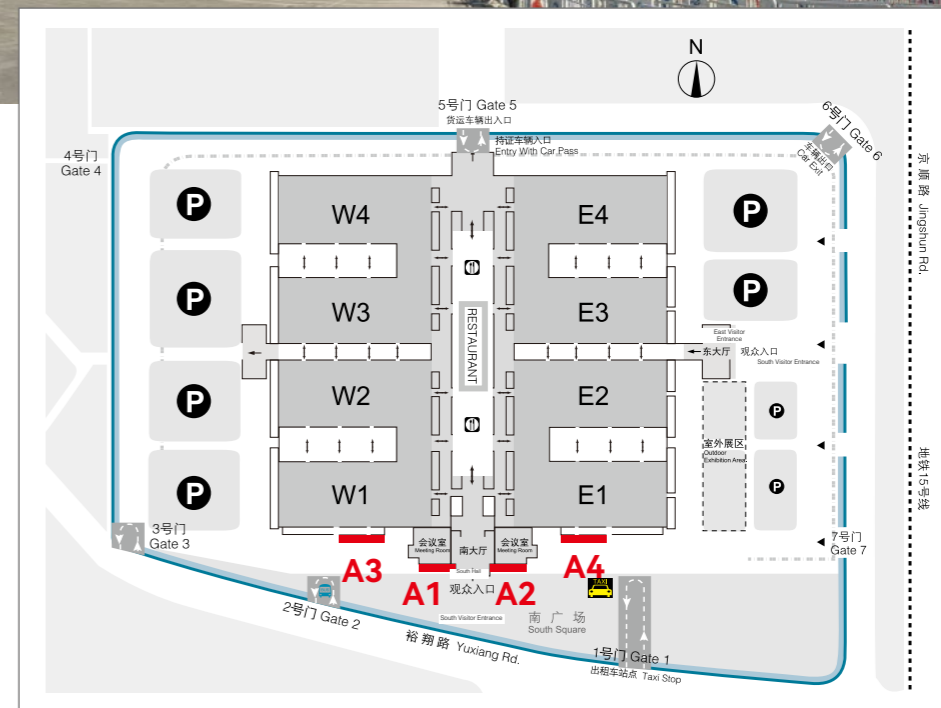 N
5号门 Gate 5
货运车辆出入口
持证车辆入口
Entry With Car Pass
6号门 Gate 6
车辆出口
Car Exit
4号门
Gate 4
京顺路 Jingshun Rd.
P
P
P
P
P
P
P
P
W4
E4
W3
E3
RESTAURANT
East Visitor
Entrance
东大厅
观众入口
South Visitor Entrance
W2
E2
室外展区
Outdoor
Exhibition Area
地铁15号线
W1
E1
3号门
Gate 3
会议室
Meeting Room
南大厅
South Hall
会议室
Meeting Room
7号门
Gate 7
A3
A1
A2
A4
观众入口
South Visitor Entrance
TAXI
南广场
South Square
2号门 Gate 2
裕翔路 Yuxiang Rd.
1号门 Gate 1
出租车站点 Taxi Stop